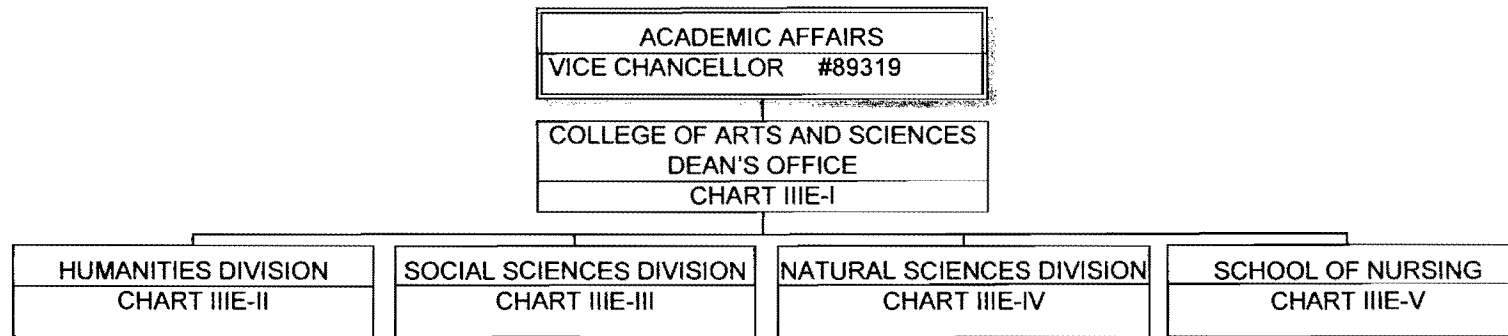 ACADEMIC AFFAIRS
VICE CHANCELLOR #89319
COLLEGE OF ARTS AND SCIENCES
DEAN'S OFFICE
CHART IIIE-I
HUMANITIES DIVISION
CHART IIIE-II
SOCIAL SCIENCES DIVISION
CHART IIIE-III
NATURAL SCIENCES DIVISION
CHART IIIE-IV
SCHOOL OF NURSING
CHART IIIE-V